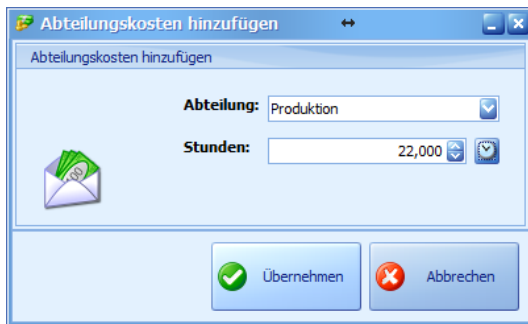 Abteilungskosten hinzufügen
Abteilungskosten hinzufügen
Abteilung: Produktion
Stunden: 22,000
Übernehmen Abbrechen